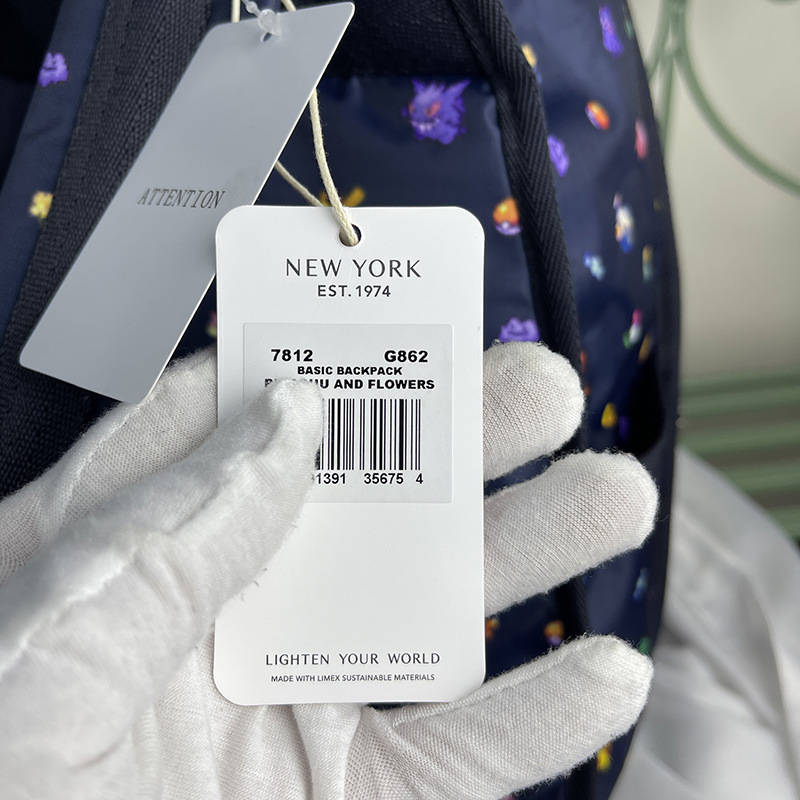 ATTENTION
NEW YORK
EST. 1974
7812 G862
BASIC BACKPACK
AND FLOWERS
1391 35675 4
LIGHTEN YOUR WORLD
MADE WITH LIMEX SUSTAINABLE MATERIALS